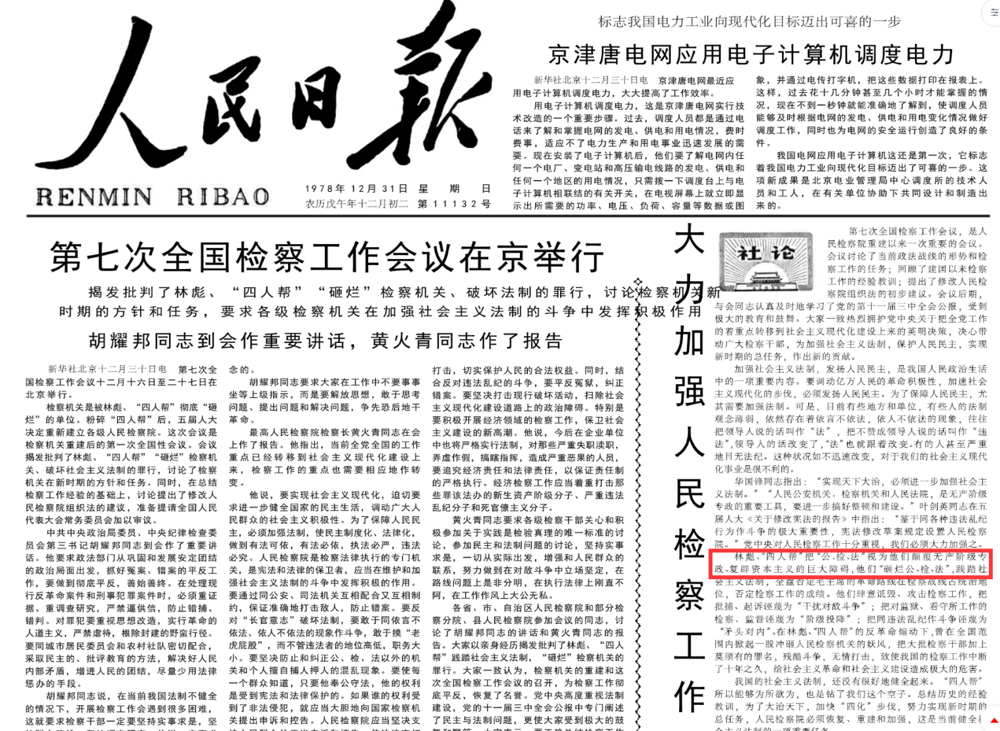 人民日报
RENMIN RIBAO
1978年12月31日 星期日
农历戊午年十二月初二 第11132号
标志我国电力工业向现代化目标迈出可喜的一步
京津唐电网应用电子计算机调度电力
新华社北京十二月三十日电 京津唐电网最近应
用电子计算机调度电力，大大提高了工作效率。
用电子计算机调度电力，这是京津唐电网实行技
术改造的一个重要步骤。过去，调度人员都是通过电
话来了解和掌握电网的发电、供电和用电情况，费时
费事，适应不了电力生产和用电事业迅速发展的需
要。现在安装了电子计算机后，他们要了解电网内任
何一个电厂、变电站和高压输电线路的发电、供电和
任何一个地区的用电情况，只需拨一下调度台上与电
子计算机相联结的有关开关，在电视屏幕上就立即显
示出所需要的功率、电压、负荷、容量等数据或图
象，并通过电传打字机，把这些数据打印在报表上。
这样，过去花十几分钟甚至几个小时才能掌握的情
况，现在不到一秒钟就能准确地了解到，使调度人员
能够及时根据电网的发电、供电和用电变化情况做好
调度工作，同时也为电网的安全运行创造了良好的条
件。
我国电网应用电子计算机这还是第一次，它标志
着我国电力工业向现代化目标迈出了可喜的一步。这
项新成果是北京电业管理局中心调度所的技术人
员和工人，在有关单位协助下共同设计和制造出
来的。
第七次全国检察工作会议在京举行
揭发批判了林彪、“四人帮”“砸烂”检察机关、破坏法制的罪行，讨论检察机关新
时期的方针和任务，要求各级检察机关在加强社会主义法制的斗争中发挥积极作用
胡耀邦同志到会作重要讲话，黄火青同志作了报告
新华社北京十二月三十日电 第七次全
国检察工作会议十二月十六日至二十七日在
北京举行。
检察机关是被林彪、“四人帮”彻底“砸
烂”的单位。粉碎“四人帮”后，五届人大
决定重新建立各级人民检察院。这次会议是
检察机关重建后的第一次全国性会议。会议
揭发批判了林彪、“四人帮”“砸烂”检察机
关、破坏社会主义法制的罪行，讨论了检察
机关在新时期的方针和任务。同时，在总结
检察工作经验的基础上，讨论提出了修改人
民检察院组织法的建议，准备提请全国人民
代表大会常务委员会加以审议。
中共中央政治局委员、中央纪律检查委
员会第三书记胡耀邦同志到会作了重要讲
话。他要求政法部门从巩固和发展安定团结
的政治局面出发，抓好冤案、错案的平反工
作，要做到彻底平反，善始善终。在处理现
行反革命案件和刑事犯罪案件时，必须重证
据、重调查研究，严禁逼供信，防止错捕、
错判。对罪犯要重视思想改造，实行革命的
人道主义，严禁虐待，根除封建的野蛮行径。
要同城市居民委员会和农村社队密切配合，
采取民主的、批评教育的方法，解决好人民
内部矛盾，增进人民的团结，尽量少用法律
惩办的手段。
胡耀邦同志说，在当前我国法制不健全
的情况下，开展检察工作会遇到很多困难，
这就要求检察干部一定要坚持实事求是，坚
念的。
胡耀邦同志要求大家在工作中不要事事
坐等上级指示，而是要解放思想，敢于思考
问题、提出问题和解决问题，争先恐后地干
革命。
最高人民检察院检察长黄火青同志在会
上作了报告。他指出，当前全党全国的工作
重点已经转移到社会主义现代化建设上
来，检察工作的重点也需要相应地作转
变。
他说，要实现社会主义现代化，迫切要
求进一步健全国家的民主生活，调动广大人
民群众的社会主义积极性。为了保障人民民
主，必须加强法制，使民主制度化、法律化，
做到有法可依，有法必依，执法必严，违法
必究。人民检察院是检察法律执行的专门机
关，是宪法和法律的保卫者，应当在维护和加
强社会主义法制的斗争中发挥积极的作用。
要通过同公安、司法机关互相配合又互相制
约，保证准确地打击敌人，防止错案。要反
对“长官意志”破坏法制，要敢于同依言不
依法、依人不依法的现象作斗争，敢于摸“老
虎屁股”，而不管违法者的地位高低，职务大
小。要坚决防止和纠正公、检、法以外的机
关和个人擅自捕人押人的混乱现象。要使每
一个群众知道，只要他奉公守法，他的权利
是受到宪法和法律保护的。如果谁的权利受
到了非法侵犯，就应当大胆地向国家检察机
关提出申诉和控告。人民检察院应当坚决支
打击，切实保护人民的合法权益。同时，结
合反对违法乱纪的斗争，要平反冤狱，纠正
错案。要坚决打击现行破坏活动，扫除社会
主义现代化建设道路上的政治障碍。特别是
要积极开展经济领域的检察工作，保卫社会
主义建设的新高潮。他说，今后在企业单位
中也将严格实行法制，对那些严重失职渎职，
弄虚作假，搞瞎指挥，造成严重恶果的人员，
要追究经济责任和法律责任，以保证责任制
的严格执行。经济检察工作应当着重打击那
些罪该法办的新生资产阶级分子、严重违法
乱纪分子和死官僚主义分子。
黄火青同志要求各级检察干部关心和积
极参加关于实践是检验真理的唯一标准的讨
论，参加民主和法制问题的讨论，坚持实事
求是，一切从实际出发，增强和人民群众的
联系，努力做到在对敌斗争中立场坚定，在
路线问题上是非分明，在执行法律上刚直不
阿，在工作作风上大公无私。
各省、市、自治区人民检察院和部分检
察分院、县人民检察院参加会议的同志，讨
论了胡耀邦同志的讲话和黄火青同志的报
告。大家以亲身经历揭发批判了林彪、“四人
帮”践踏社会主义法制，“砸烂”检察机关的
罪行。大家一致认为，检察机关的重建和这
次全国检察工作会议的召开，为检察工作彻
底平反，恢复了名誉。党中央高度重视法制
建设，党的十一届三中全会公报中专门阐述
了民主与法制问题，更使大家受到极大的鼓
大力加强人民检察工作
社论
第七次全国检察工作会议，是人
民检察院重建以来一次重要的会议。
会议讨论了当前政法战线的形势和检
察工作的任务；回顾了建国以来检察
工作的经验教训；提出了修改人民检
察院组织法的初步建议。会议后期，
与会同志认真及时地学习了党的第十一届三中全会公报，受到
极大的教育和鼓舞。大家一致热烈拥护党中央关于把全党工作
的着重点转移到社会主义现代化建设上来的英明决策，决心带
动广大检察干部，为加强社会主义法制，保护人民民主，实现
新时期的总任务，作出新的贡献。
加强社会主义法制，发扬人民民主，是我国人民政治生活
中的一项重要内容。要调动亿万人民的革命积极性，加速社会
主义现代化的步伐，必须发扬人民民主。为了保障人民民主，尤
其需要加强法制。可是，目前有些地方和单位，有些人的法制
观念薄弱，依然存在着依言不依法，依人不依法的现象，往往
把领导人说的话叫作“法”，把不赞成领导人说的话叫作“违
法”，领导人的话改变了，“法”也就跟着改变。有的人甚至严重
地目无法纪。这种状况如不迅速改变，对于我们的社会主义现代
化事业是很不利的。
华国锋同志指出：“实现天下大治，必须进一步加强社会主
义法制。”“人民公安机关、检察机关和人民法院，是无产阶级
专政的重要工具，要进一步搞好整顿和建设。”叶剑英同志在五
届人大《关于修改宪法的报告》中指出：“鉴于同各种违法乱纪
行为作斗争的极大重要性，宪法修改草案规定设置人民检察
院。”党中央对人民检察工作十分重视，我们必须大力加强之。
林彪、“四人帮”把“公、检、法”视为他们颠覆无产阶级专
政、复辟资本主义的巨大障碍，他们“砸烂公、检、法”，践踏社
会主义法制，全盘否定毛主席的革命路线在检察战线占统治地
位，否定检察工作的成绩。他们肆意诋毁、攻击检察工作，把
批捕、起诉诬蔑为“干扰对敌斗争”；把对监狱、看守所工作的
检察、监督诬蔑为“阶级投降”；把同违法乱纪作斗争诬蔑为
“矛头对内”。在林彪、“四人帮”的反革命煽动下，曾在全国范
围内掀起一股冲砸人民检察机关的妖风，把大批检察干部加上
莫须有的罪名，残酷斗争，无情打击，致使我国的检察工作中断
了十年之久，给社会主义革命和社会主义建设造成极大的危害。
我国的社会主义法制，还没有很好地健全起来。“四人帮”
所以能够为所欲为，也是钻了我们这个空子。总结历史的经验
教训，为了大治天下，加快“四化”步伐，努力实现新时期的
总任务，人民检察院必须恢复、重建和加强，这是当前健全社